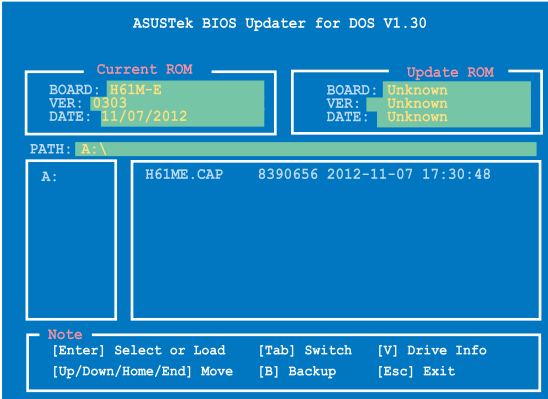 ASUSTek BIOS Updater for DOS V1.30
Current ROM
BOARD: H61M-E
VER: 0303
DATE: 11/07/2012
Update ROM
BOARD: Unknown
VER: Unknown
DATE: Unknown
PATH: A:\
A:
H61ME.CAP 8390656 2012-11-07 17:30:48
Note
[Enter] Select or Load [Tab] Switch [V] Drive Info
[Up/Down/Home/End] Move [B] Backup [Esc] Exit